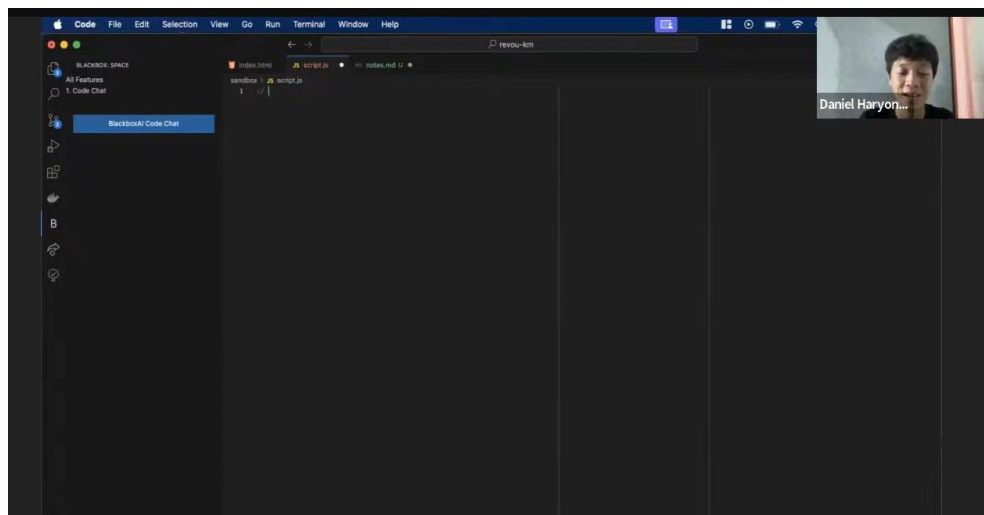 Code File Edit Selection View Go Run Terminal Window Help
revou-km
BLACKBOX: SPACE
All Features
1. Code Chat
BlackboxAI Code Chat
index.html JS script.js notes.md U
sandbox > JS script.js
1 //
B
Daniel Haryon...